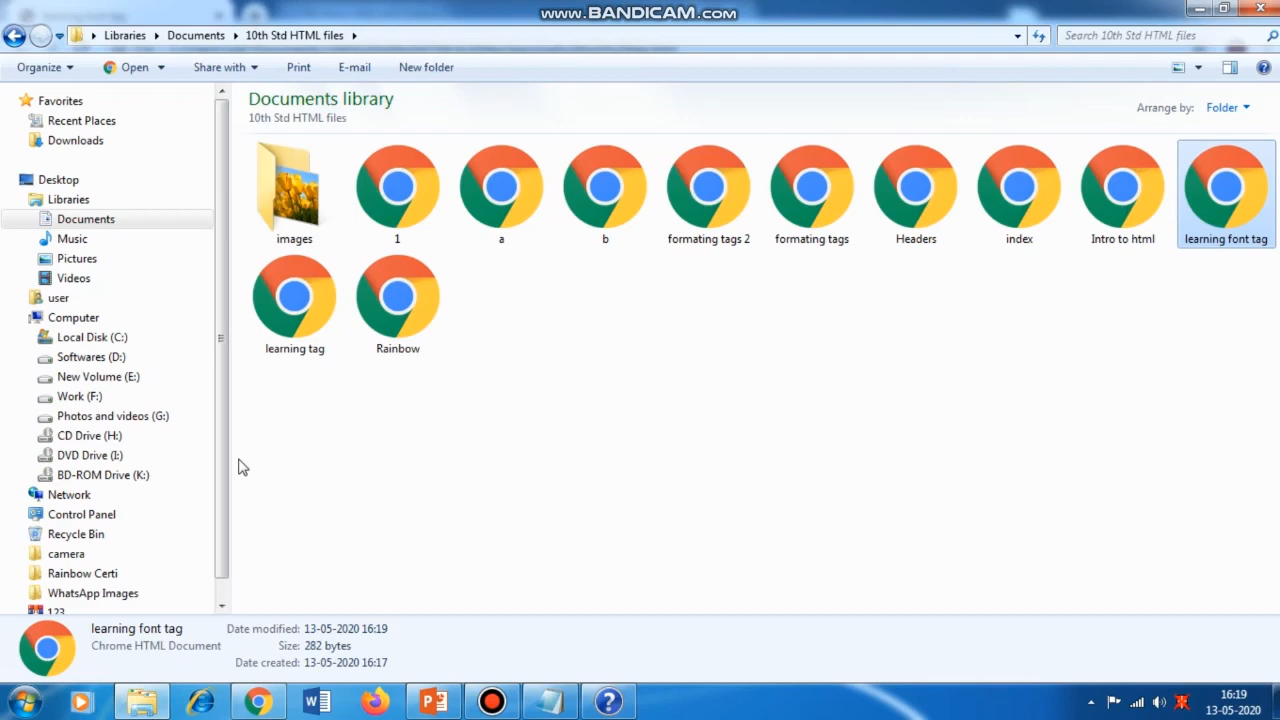 www.BANDICAM.com
Libraries Documents 10th Std HTML files
Search 10th Std HTML files
Organize Open Share with Print E-mail New folder
Favorites
Recent Places
Downloads
Desktop
Libraries
Documents
Music
Pictures
Videos
user
Computer
Local Disk (C:)
Softwares (D:)
New Volume (E:)
Work (F:)
Photos and videos (G:)
CD Drive (H:)
DVD Drive (I:)
BD-ROM Drive (K:)
Network
Control Panel
Recycle Bin
camera
Rainbow Certi
WhatsApp Images
123
Documents library
10th Std HTML files
Arrange by: Folder
images 1 a b formating tags 2 formating tags Headers index Intro to html learning font tag
learning tag Rainbow
learning font tag
Chrome HTML Document
Date modified: 13-05-2020 16:19
Size: 282 bytes
Date created: 13-05-2020 16:17
16:19
13-05-2020